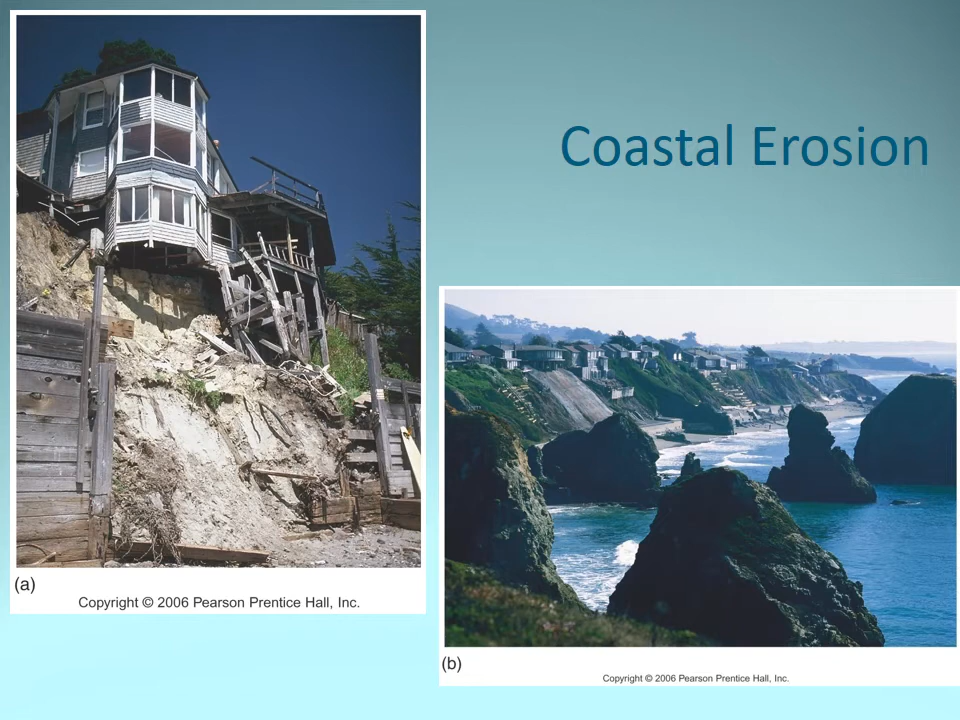 Coastal Erosion
(a)
Copyright © 2006 Pearson Prentice Hall, Inc.
(b)
Copyright © 2006 Pearson Prentice Hall, Inc.